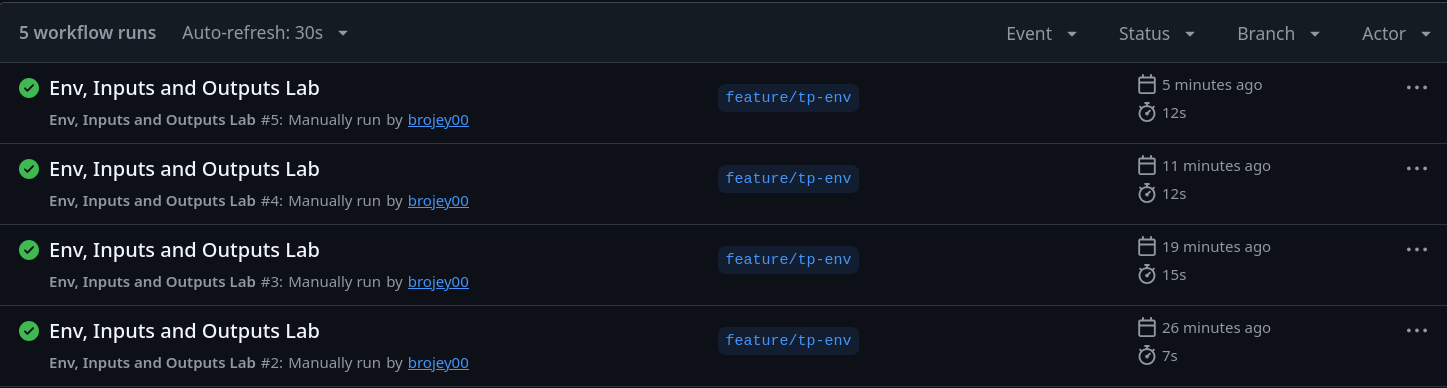 5 workflow runs Auto-refresh: 30s Event Status Branch Actor
Env, Inputs and Outputs Lab
Env, Inputs and Outputs Lab #5: Manually run by brojey00
feature/tp-env
5 minutes ago
12s
Env, Inputs and Outputs Lab
Env, Inputs and Outputs Lab #4: Manually run by brojey00
feature/tp-env
11 minutes ago
12s
Env, Inputs and Outputs Lab
Env, Inputs and Outputs Lab #3: Manually run by brojey00
feature/tp-env
19 minutes ago
15s
Env, Inputs and Outputs Lab
Env, Inputs and Outputs Lab #2: Manually run by brojey00
feature/tp-env
26 minutes ago
7s